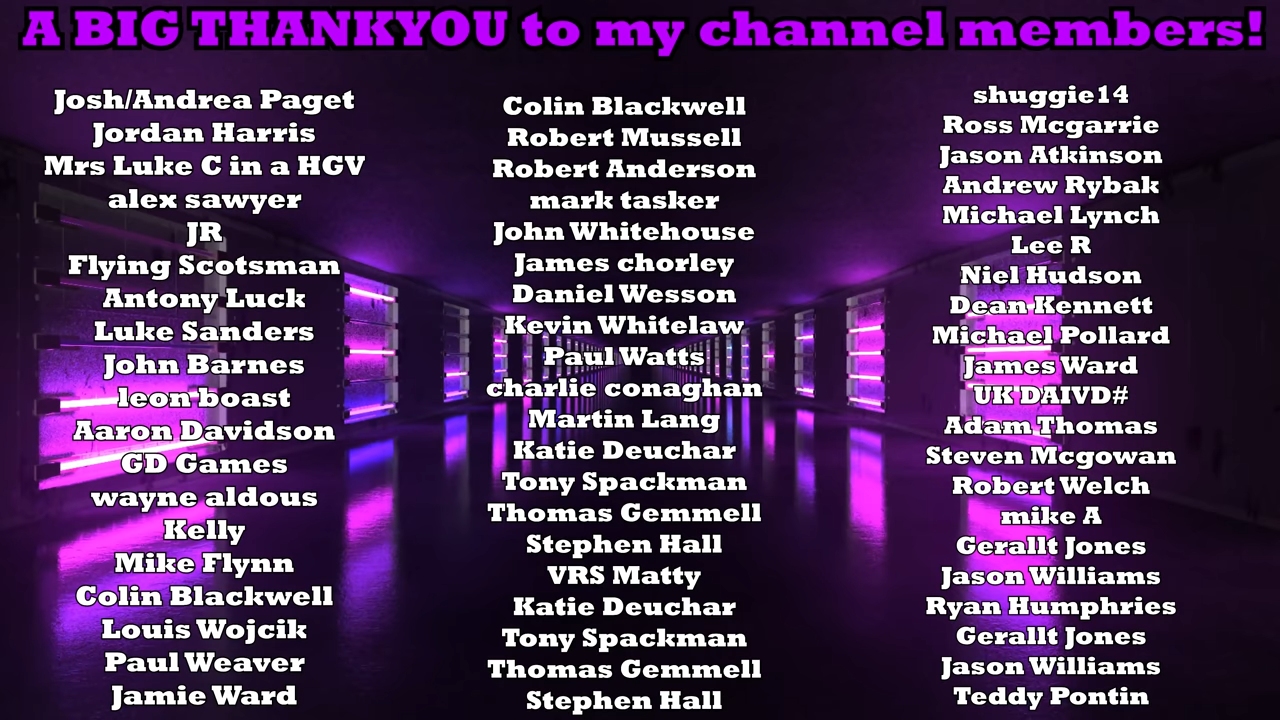 A BIG THANKYOU to my channel members!
Josh/Andrea Paget
Jordan Harris
Mrs Luke C in a HGV
alex sawyer
JR
Flying Scotsman
Antony Luck
Luke Sanders
John Barnes
leon boast
Aaron Davidson
GD Games
wayne aldous
Kelly
Mike Flynn
Colin Blackwell
Louis Wojcik
Paul Weaver
Jamie Ward
Colin Blackwell
Robert Mussell
Robert Anderson
mark tasker
John Whitehouse
James chorley
Daniel Wesson
Kevin Whitelaw
Paul Watts
charlie conaghan
Martin Lang
Katie Deuchar
Tony Spackman
Thomas Gemmell
Stephen Hall
VRS Matty
Katie Deuchar
Tony Spackman
Thomas Gemmell
Stephen Hall
shuggie14
Ross Mcgarrie
Jason Atkinson
Andrew Rybak
Michael Lynch
Lee R
Niel Hudson
Dean Kennett
Michael Pollard
James Ward
UK DAIVD#
Adam Thomas
Steven Mcgowan
Robert Welch
mike A
Gerallt Jones
Jason Williams
Ryan Humphries
Gerallt Jones
Jason Williams
Teddy Pontin